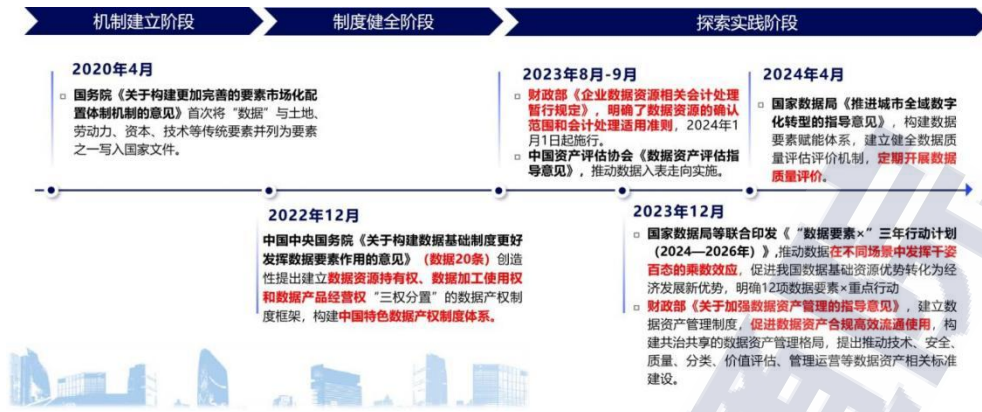 机制建立阶段
制度健全阶段
探索实践阶段
2020年4月
▫ 国务院《关于构建更加完善的要素市场化配
置体制机制的意见》首次将“数据”与土地、
劳动力、资本、技术等传统要素并列为要素
之一写入国家文件。
2023年8月-9月
▫ 财政部《企业数据资源相关会计处理
暂行规定》，明确了数据资源的确认
范围和会计处理适用准则，2024年1
月1日起施行。
▫ 中国资产评估协会《数据资产评估指
导意见》，推动数据入表走向实施。
2024年4月
▫ 国家数据局《推进城市全域数字
化转型的指导意见》，构建数据
要素赋能体系，建立健全数据质
量评估评价机制，定期开展数据
质量评价。
2022年12月
中国中央国务院《关于构建数据基础制度更好
发挥数据要素作用的意见》（数据20条）创造
性提出建立数据资源持有权、数据加工使用权
和数据产品经营权“三权分置”的数据产权制
度框架，构建中国特色数据产权制度体系。
2023年12月
▫ 国家数据局等联合印发《“数据要素×”三年行动计划
（2024—2026年）》,推动数据在不同场景中发挥千姿
百态的乘数效应，促进我国数据基础资源优势转化为经
济发展新优势，明确12项数据要素×重点行动
▫ 财政部《关于加强数据资产管理的指导意见》，建立数
据资产管理制度，促进数据资产合规高效流通使用，构
建共治共享的数据资产管理格局，提出推动技术、安全、
质量、分类、价值评估、管理运营等数据资产相关标准
建设。